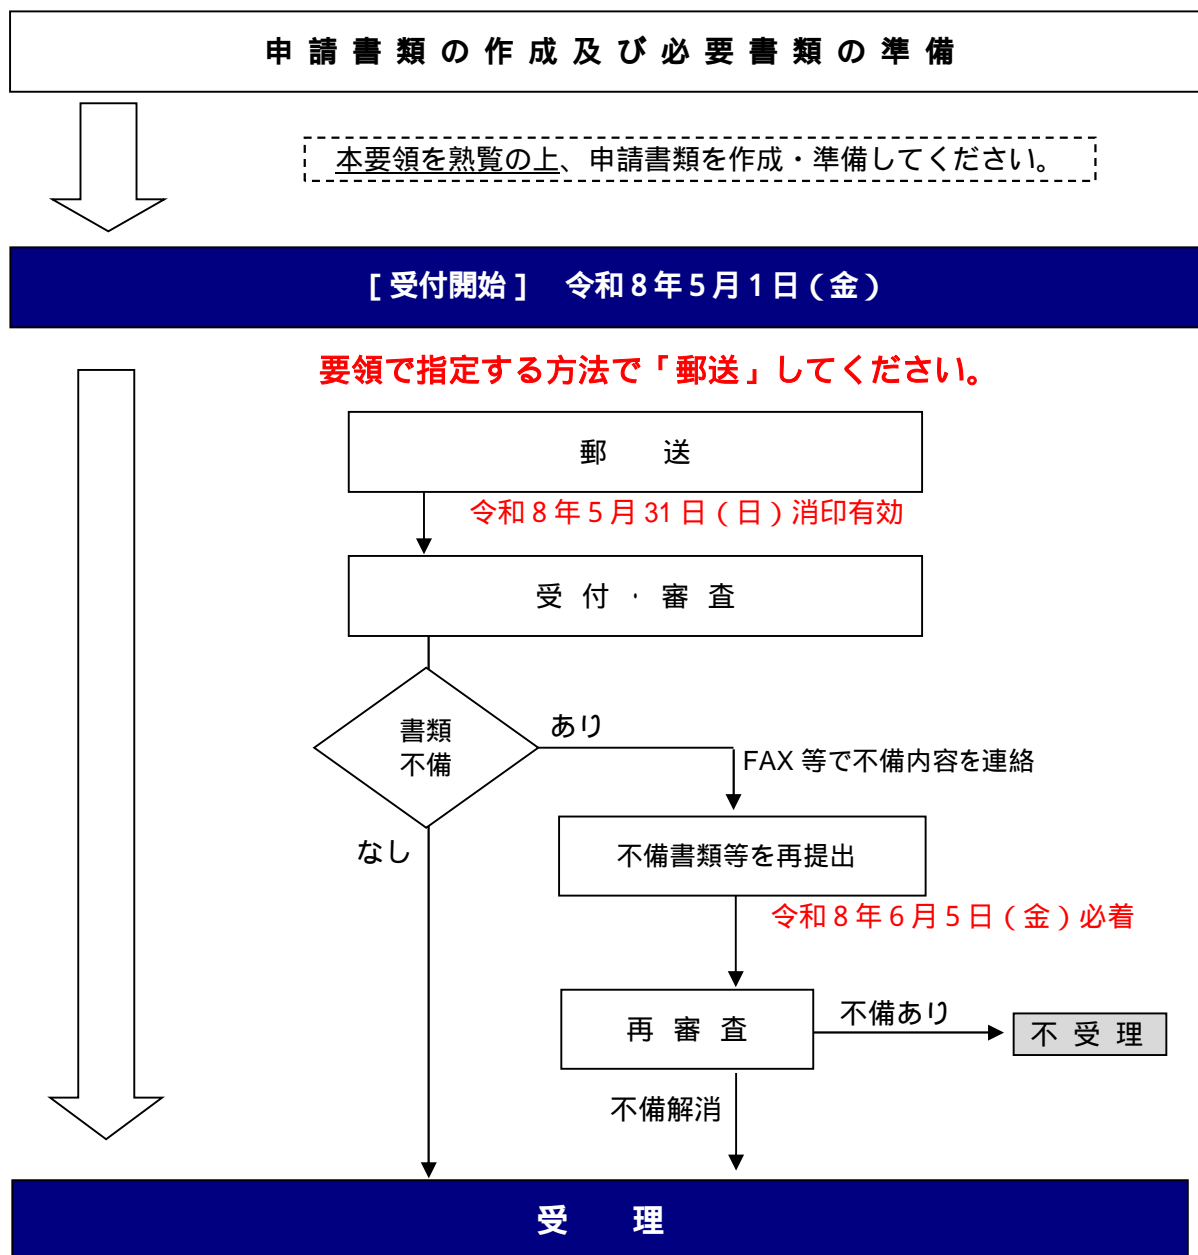 申請書類の作成及び必要書類の準備
本要領を熟覧の上、申請書類を作成・準備してください。
[受付開始] 令和8年5月1日(金)
要領で指定する方法で「郵送」してください。
郵 送
令和8年5月31日(日)消印有効
受付・審査
書類
不備
あり
FAX 等で不備内容を連絡
なし
不備書類等を再提出
令和8年6月5日(金)必着
再審査
不備あり
不受理
不備解消
受 理